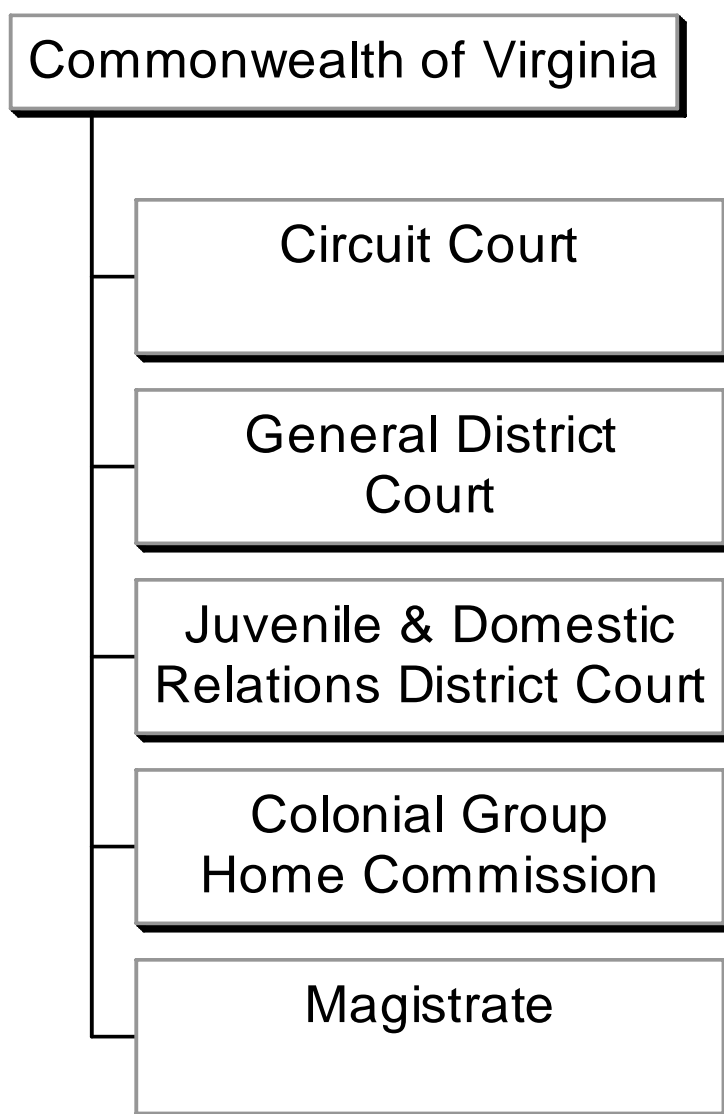 Commonwealth of Virginia
Circuit Court
General District
Court
Juvenile & Domestic
Relations District Court
Colonial Group
Home Commission
Magistrate